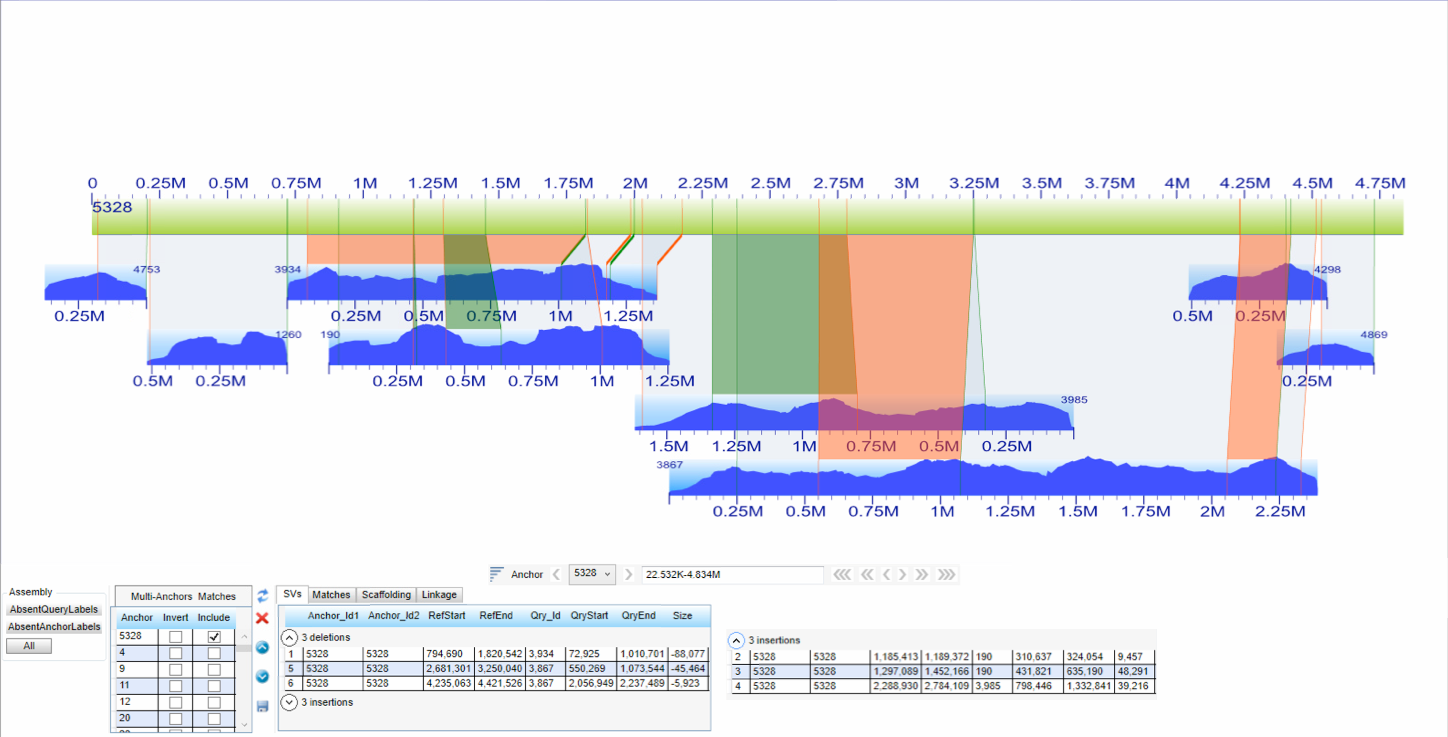 0 0.25M 0.5M 0.75M 1M 1.25M 1.5M 1.75M 2M 2.25M 2.5M 2.75M 3M 3.25M 3.5M 3.75M 4M 4.25M 4.5M 4.75M
5328
4753 3934 4298
0.25M 0.25M 0.5M 0.75M 1M 1.25M 0.5M 0.25M
1260 190 4869
0.5M 0.25M 0.25M 0.5M 0.75M 1M 1.25M 0.25M
3985
1.5M 1.25M 1M 0.75M 0.5M 0.25M
3867
0.25M 0.5M 0.75M 1M 1.25M 1.5M 1.75M 2M 2.25M
Anchor 5328 22.532K-4.834M
Assembly
AbsentQueryLabels
AbsentAnchorLabels
All
Multi-Anchors Matches
Anchor Invert Include
5328
4
9
11
12
20
SVs Matches Scaffolding Linkage
Anchor_Id1 Anchor_Id2 RefStart RefEnd Qry_Id QryStart QryEnd Size
3 deletions
1 5328 5328 794,690 1,820,542 3,934 72,925 1,010,701 -88,077
5 5328 5328 2,681,301 3,250,040 3,867 550,269 1,073,544 -45,464
6 5328 5328 4,235,063 4,421,526 3,867 2,056,949 2,237,489 -5,923
3 insertions
3 insertions
2 5328 5328 1,185,413 1,189,372 190 310,637 324,054 9,457
3 5328 5328 1,297,089 1,452,166 190 431,821 635,190 48,291
4 5328 5328 2,288,930 2,784,109 3,985 798,446 1,332,841 39,216